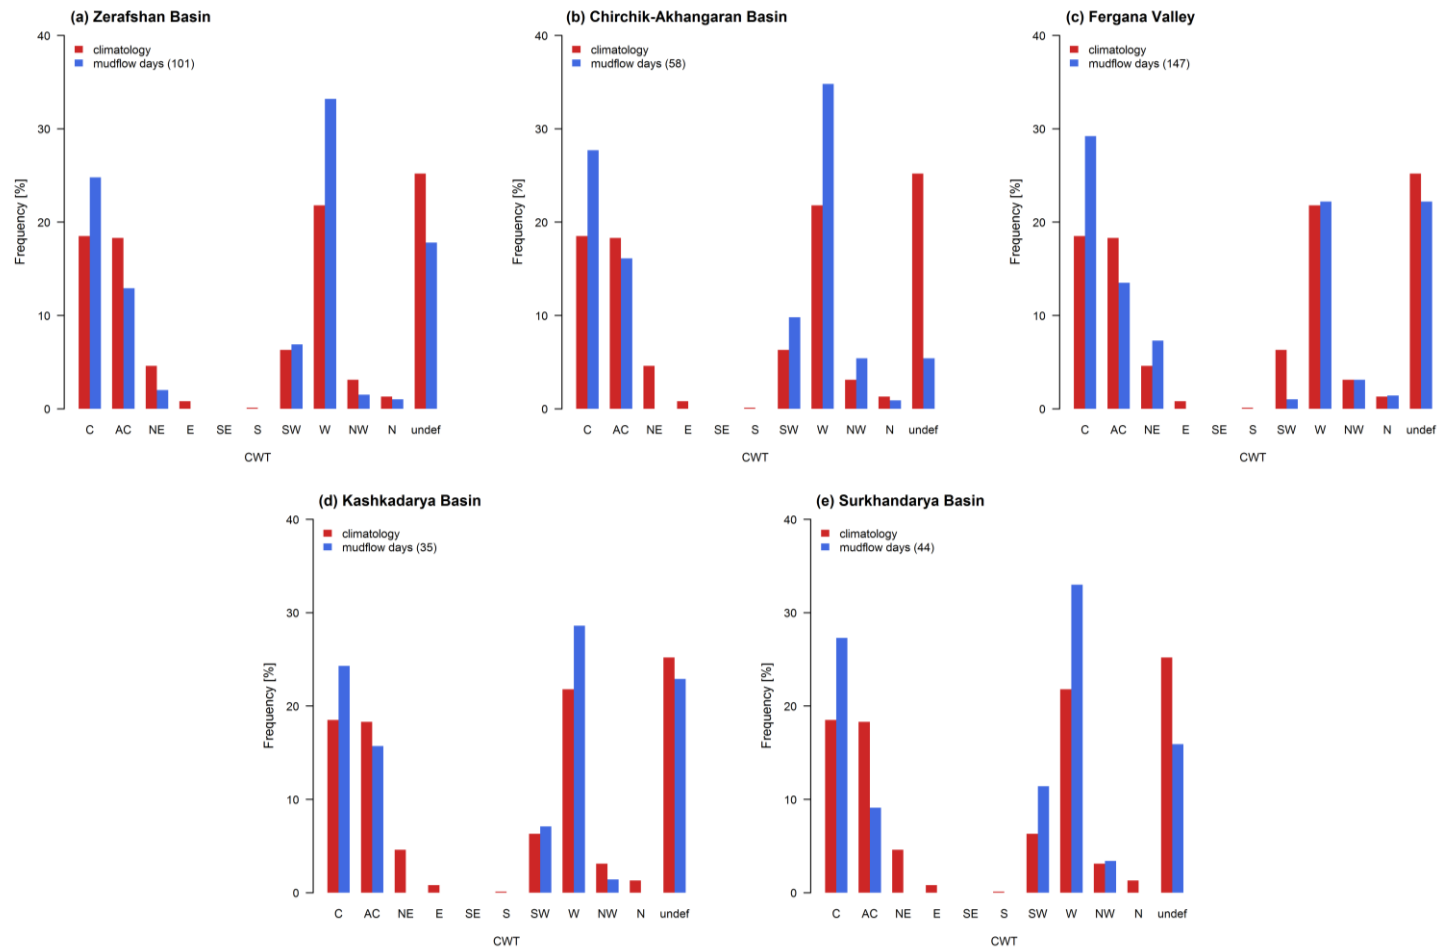 (a) Zerafshan Basin
40
30
20
10
0
Frequency [%]
climatology
mudflow days (101)
C AC NE E SE S SW W NW N undef
CWT
(b) Chirchik-Akhangaran Basin
40
30
20
10
0
Frequency [%]
climatology
mudflow days (58)
C AC NE E SE S SW W NW N undef
CWT
(c) Fergana Valley
40
30
20
10
0
Frequency [%]
climatology
mudflow days (147)
C AC NE E SE S SW W NW N undef
CWT
(d) Kashkadarya Basin
40
30
20
10
0
Frequency [%]
climatology
mudflow days (35)
C AC NE E SE S SW W NW N undef
CWT
(e) Surkhandarya Basin
40
30
20
10
0
Frequency [%]
climatology
mudflow days (44)
C AC NE E SE S SW W NW N undef
CWT